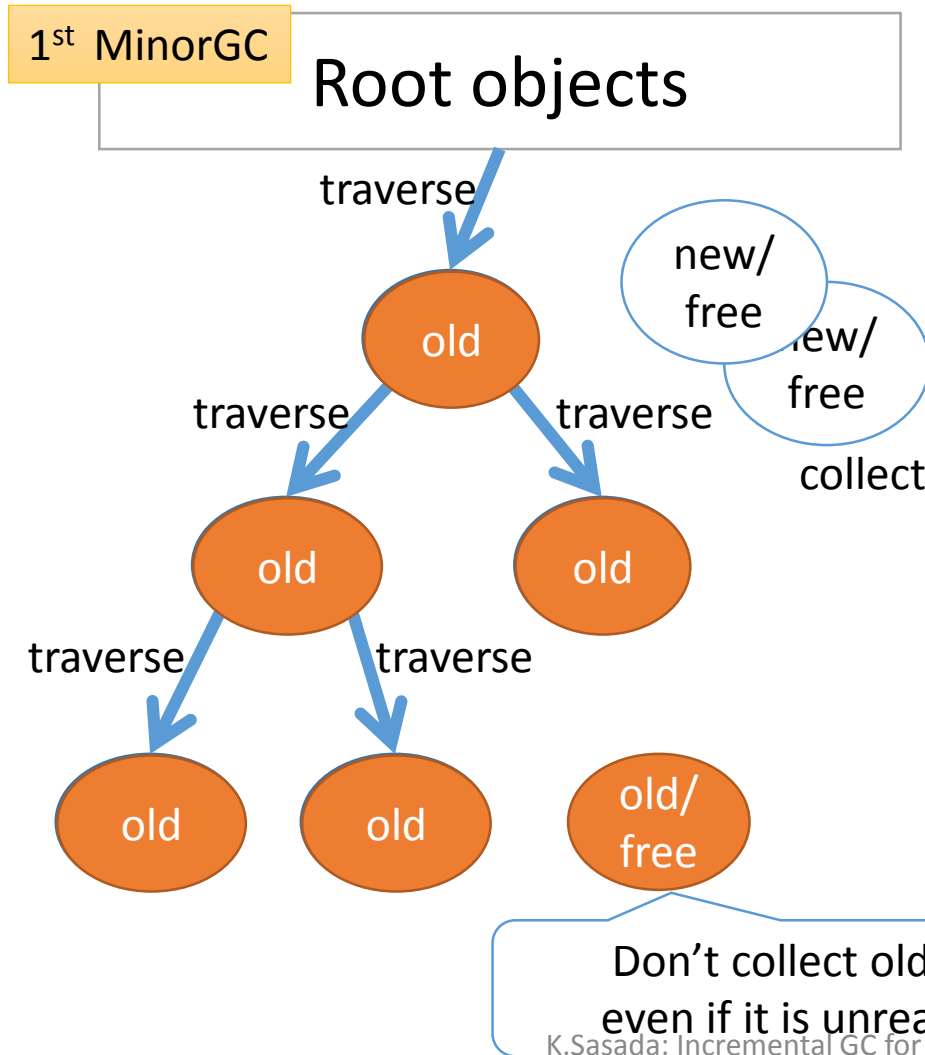 1st MinorGC
Root objects
traverse
new/
free
new/
free
old
traverse
traverse
collect
old
old
traverse
traverse
old
old
old/
free
Don't collect old
even if it is unrea
K.Sasada: Incremental GC for